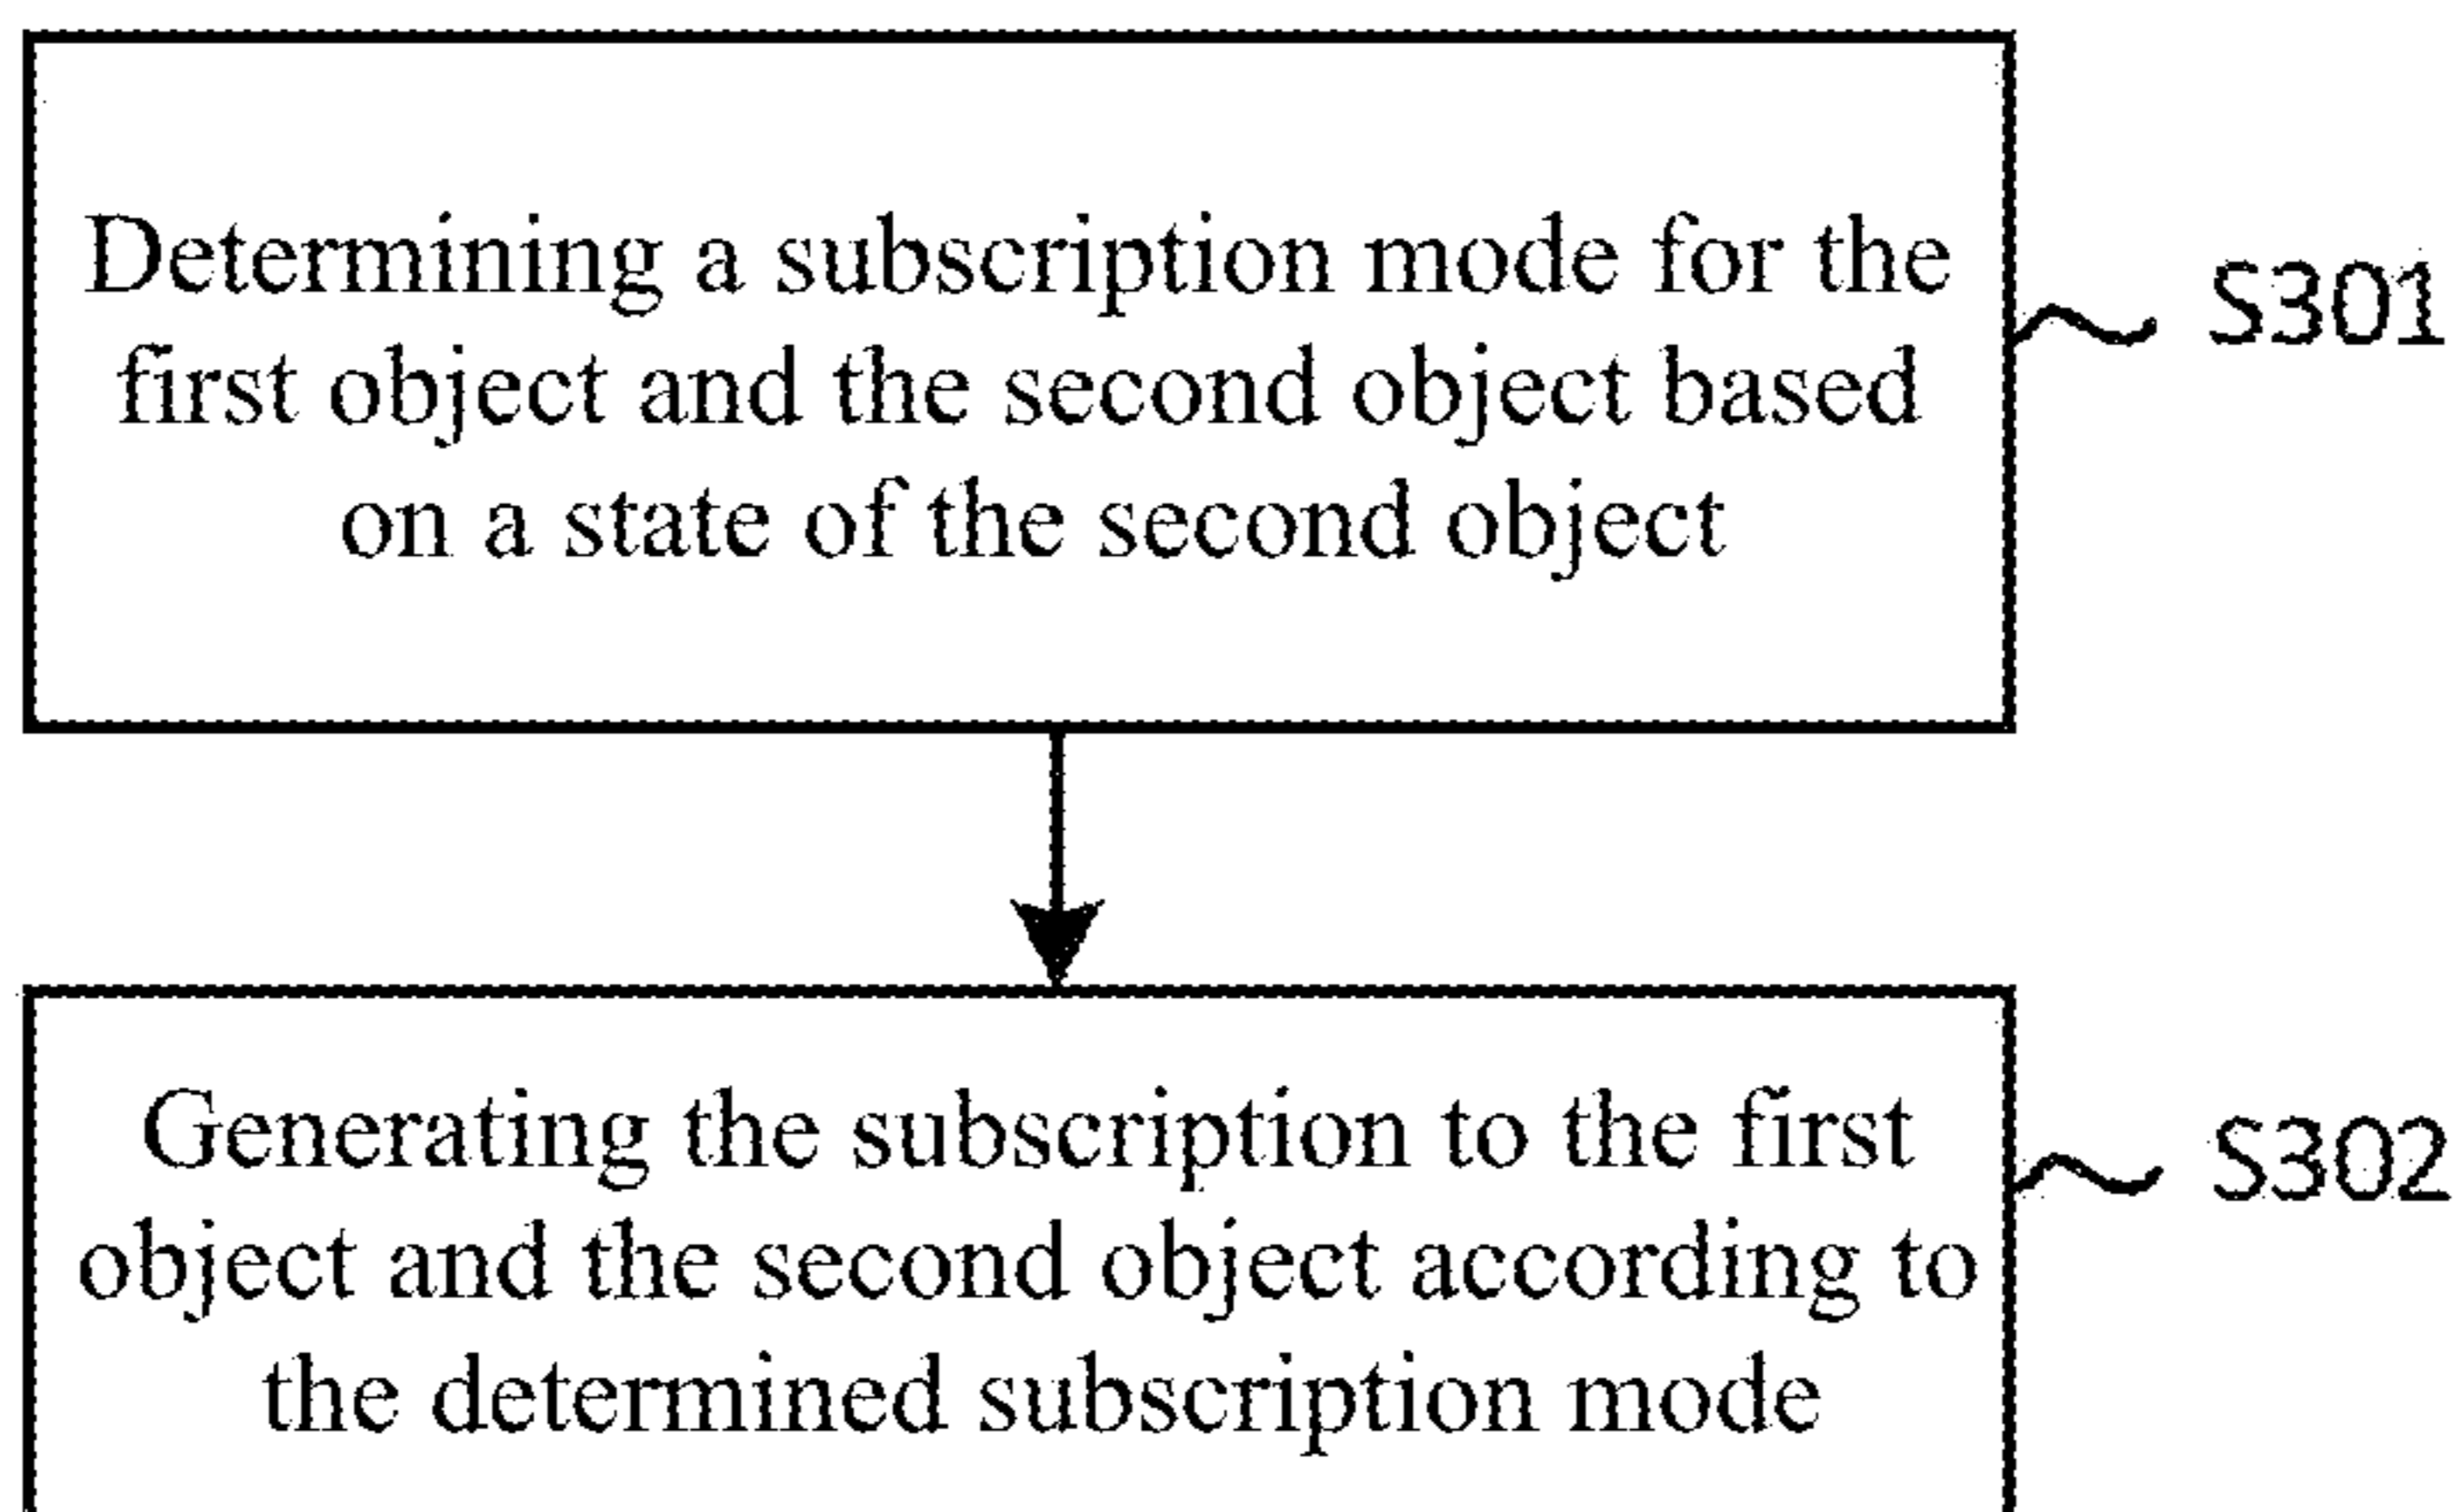 Determining a subscription mode for the
first object and the second object based
on a state of the second object
S301
Generating the subscription to the first
object and the second object according to
the determined subscription mode
S302